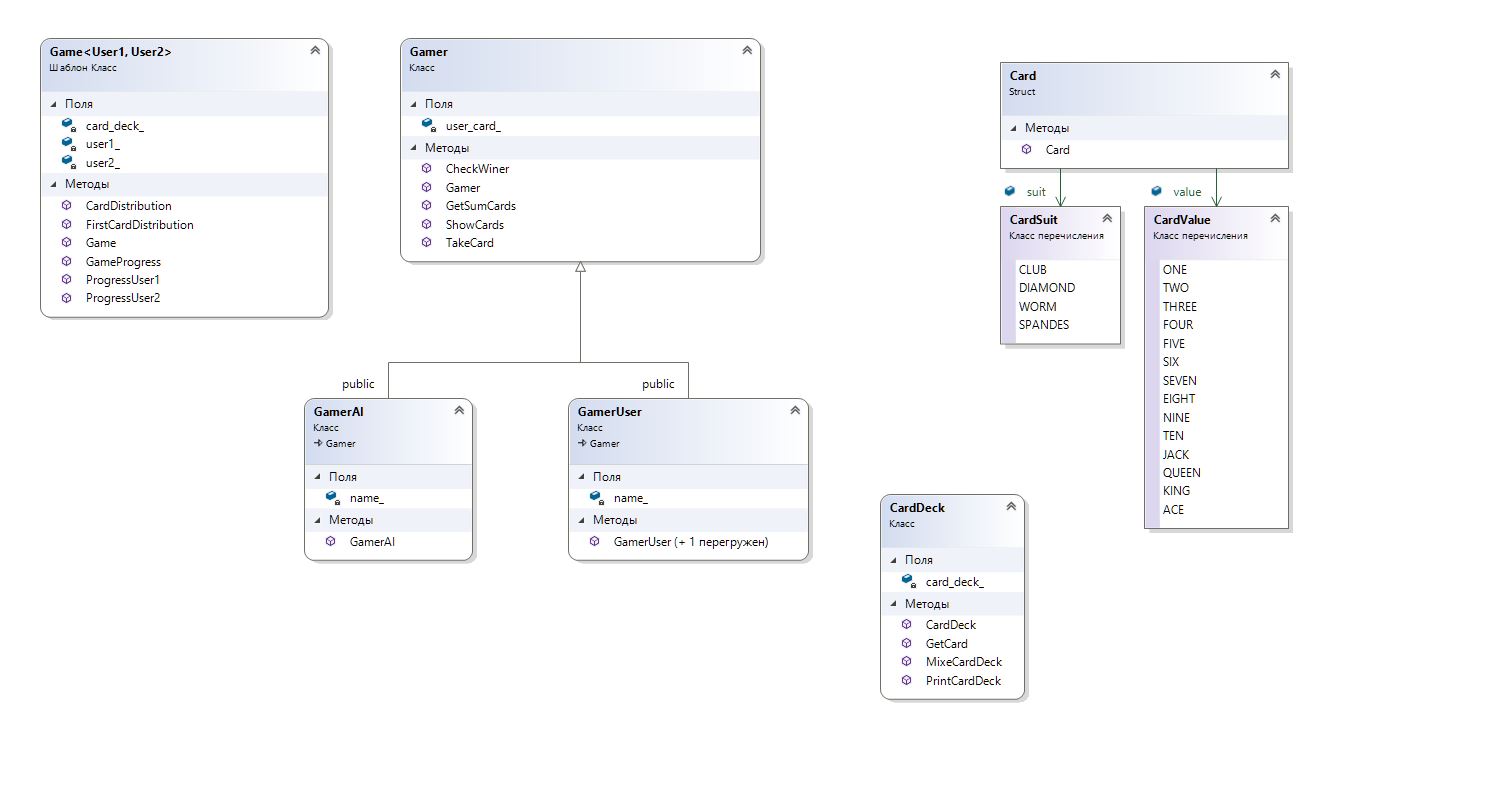 Game<User1, User2>
Шаблон Класс
Поля
card_deck_
user1_
user2_
Методы
CardDistribution
FirstCardDistribution
Game
GameProgress
ProgressUser1
ProgressUser2
Gamer
Класс
Поля
user_card_
Методы
CheckWiner
Gamer
GetSumCards
ShowCards
TakeCard
public
public
GamerAI
Класс
Gamer
Поля
name_
Методы
GamerAI
GamerUser
Класс
Gamer
Поля
name_
Методы
GamerUser (+ 1 перегружен)
Card
Struct
Методы
Card
suit
value
CardSuit
Класс перечисления
CLUB
DIAMOND
WORM
SPANDES
CardValue
Класс перечисления
ONE
TWO
THREE
FOUR
FIVE
SIX
SEVEN
EIGHT
NINE
TEN
JACK
QUEEN
KING
ACE
CardDeck
Класс
Поля
card_deck_
Методы
CardDeck
GetCard
MixeCardDeck
PrintCardDeck